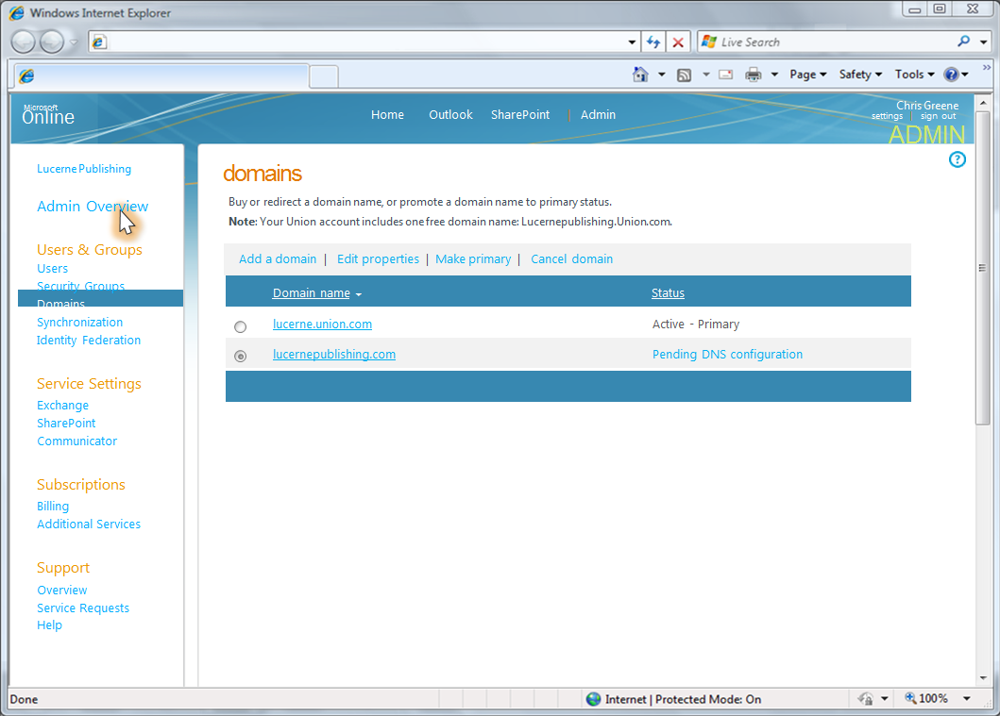 Windows Internet Explorer
Live Search
Page Safety Tools
Microsoft
Online
Home Outlook SharePoint | Admin
Chris Greene
settings | sign out
ADMIN
LucernePublishing
Admin Overview
Users & Groups
Users
Security Groups
Domains
Synchronization
Identity Federation
Service Settings
Exchange
SharePoint
Communicator
Subscriptions
Billing
Additional Services
Support
Overview
Service Requests
Help
domains
Buy or redirect a domain name, or promote a domain name to primary status.
Note: Your Union account includes one free domain name: Lucernepublishing.Union.com.
Add a domain | Edit properties | Make primary | Cancel domain
Domain name Status
lucerne.union.com Active - Primary
lucernepublishing.com Pending DNS configuration
Done Internet | Protected Mode: On 100%